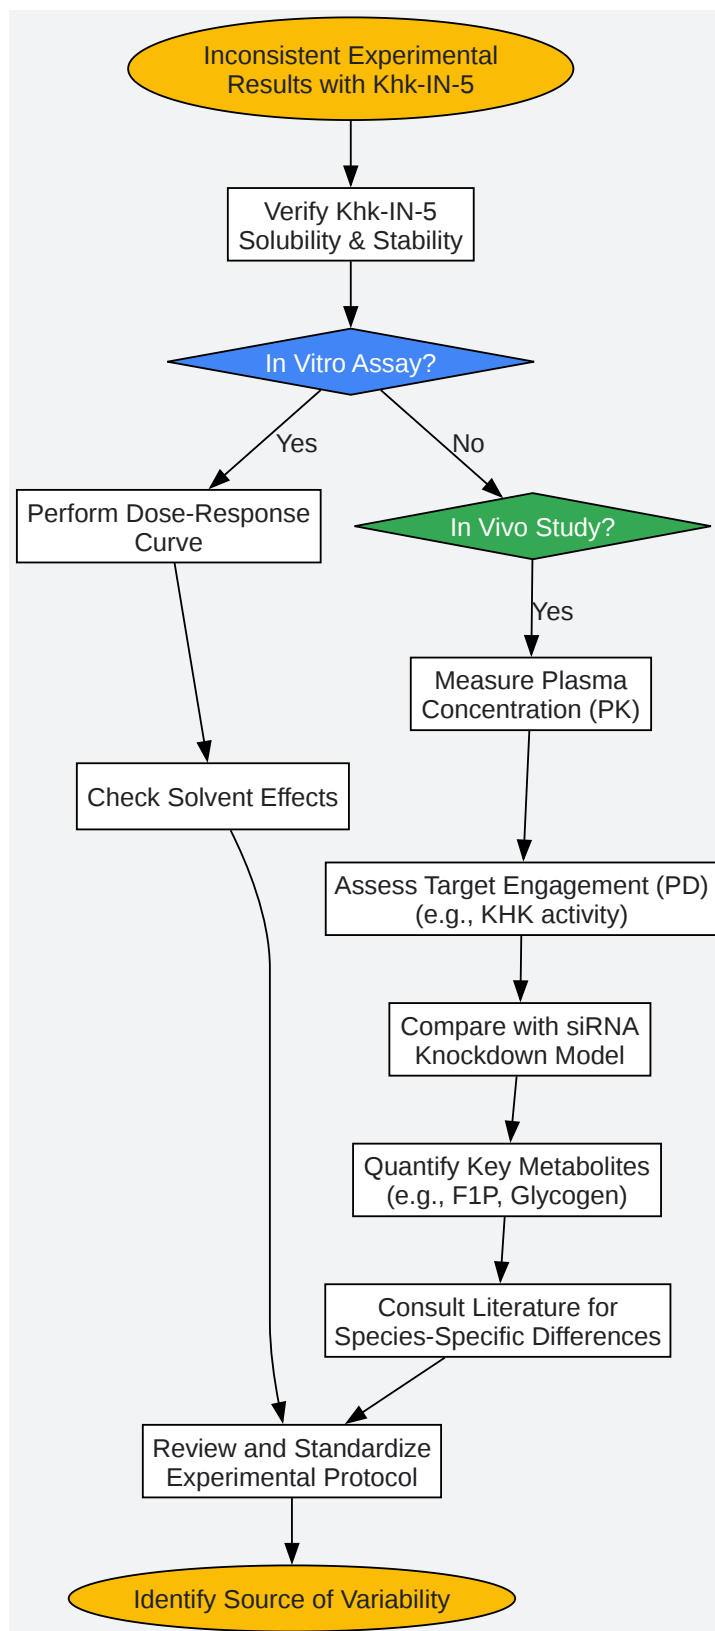 Inconsistent Experimental
Results with Khk-IN-5
Verify Khk-IN-5
Solubility & Stability
In Vitro Assay?
Yes
No
Perform Dose-Response
Curve
In Vivo Study?
Yes
Measure Plasma
Concentration (PK)
Check Solvent Effects
Assess Target Engagement (PD)
(e.g., KHK activity)
Compare with siRNA
Knockdown Model
Quantify Key Metabolites
(e.g., F1P, Glycogen)
Consult Literature for
Species-Specific Differences
Review and Standardize
Experimental Protocol
Identify Source of Variability